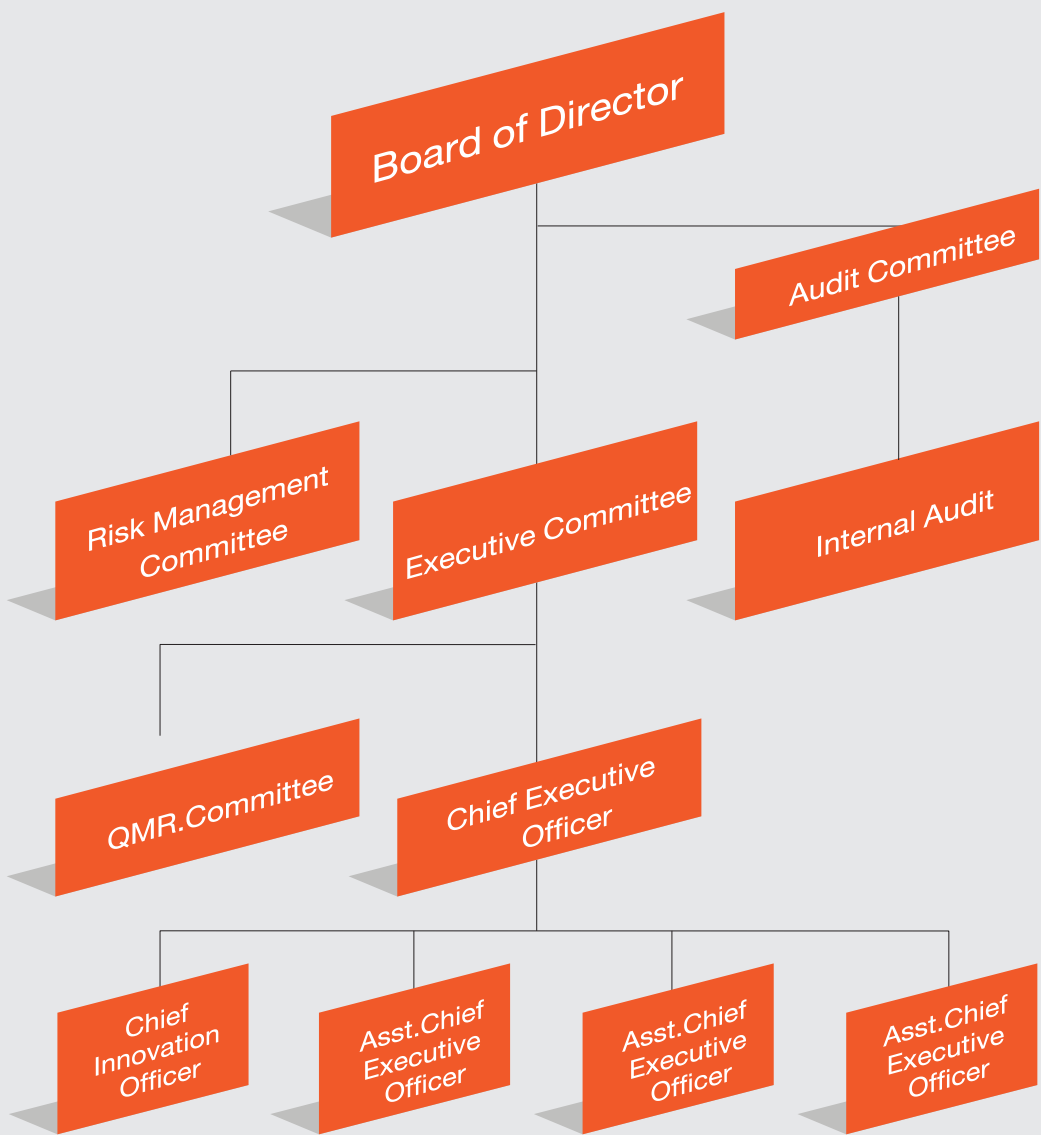 Board of Director
Audit Committee
Risk Management
Committee
Executive Committee
Internal Audit
QMR.Committee
Chief Executive
Officer
Chief
Innovation
Officer
Asst.Chief
Executive
Officer
Asst.Chief
Executive
Officer
Asst.Chief
Executive
Officer